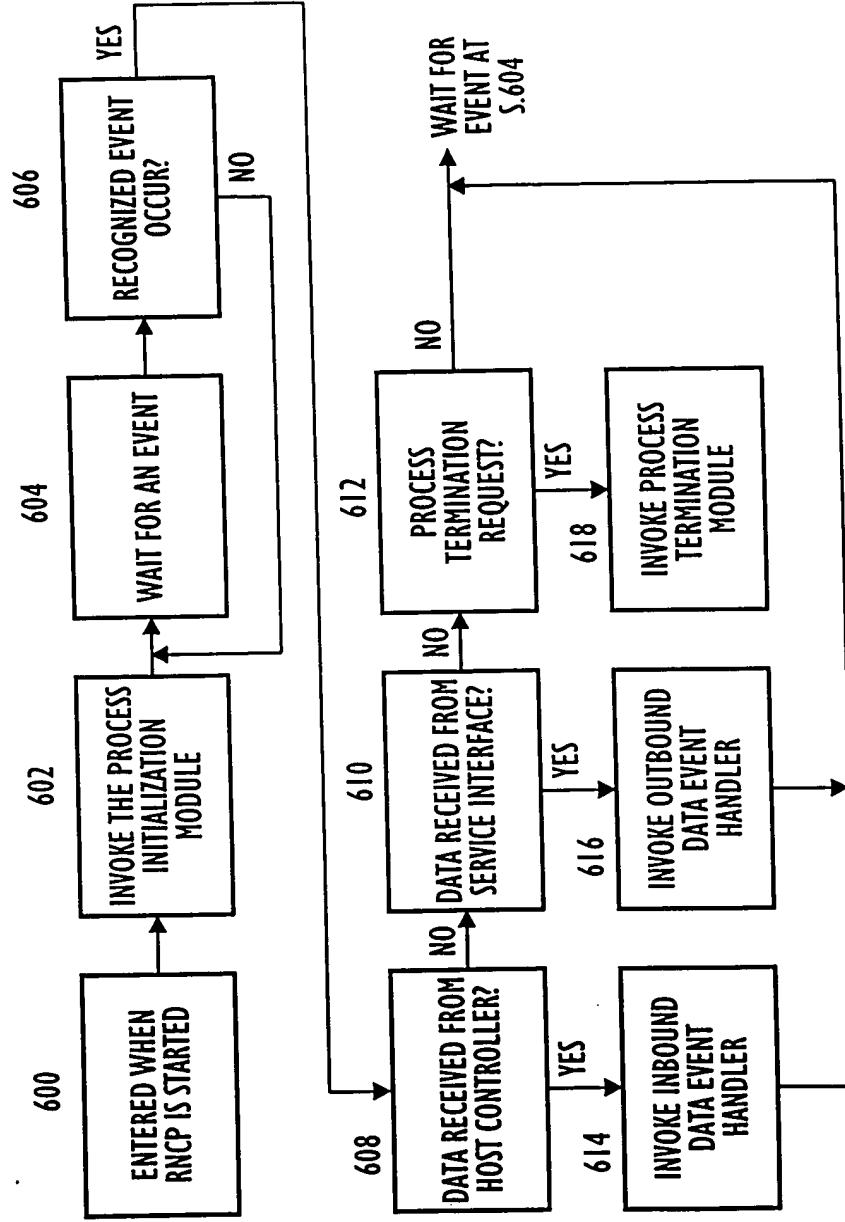 600
ENTERED WHEN
RNCP IS STARTED
602
INVOKE THE PROCESS
INITIALIZATION
MODULE
604
WAIT FOR AN EVENT
606
RECOGNIZED EVENT
OCCUR?
YES
NO
608
DATA RECEIVED FROM
HOST CONTROLLER?
NO
YES
610
DATA RECEIVED FROM
SERVICE INTERFACE?
NO
YES
612
PROCESS
TERMINATION
REQUEST?
NO
YES
WAIT FOR
EVENT AT
S.604
614
INVOKE INBOUND
DATA EVENT
HANDLER
616
INVOKE OUTBOUND
DATA EVENT
HANDLER
618
INVOKE PROCESS
TERMINATION
MODULE